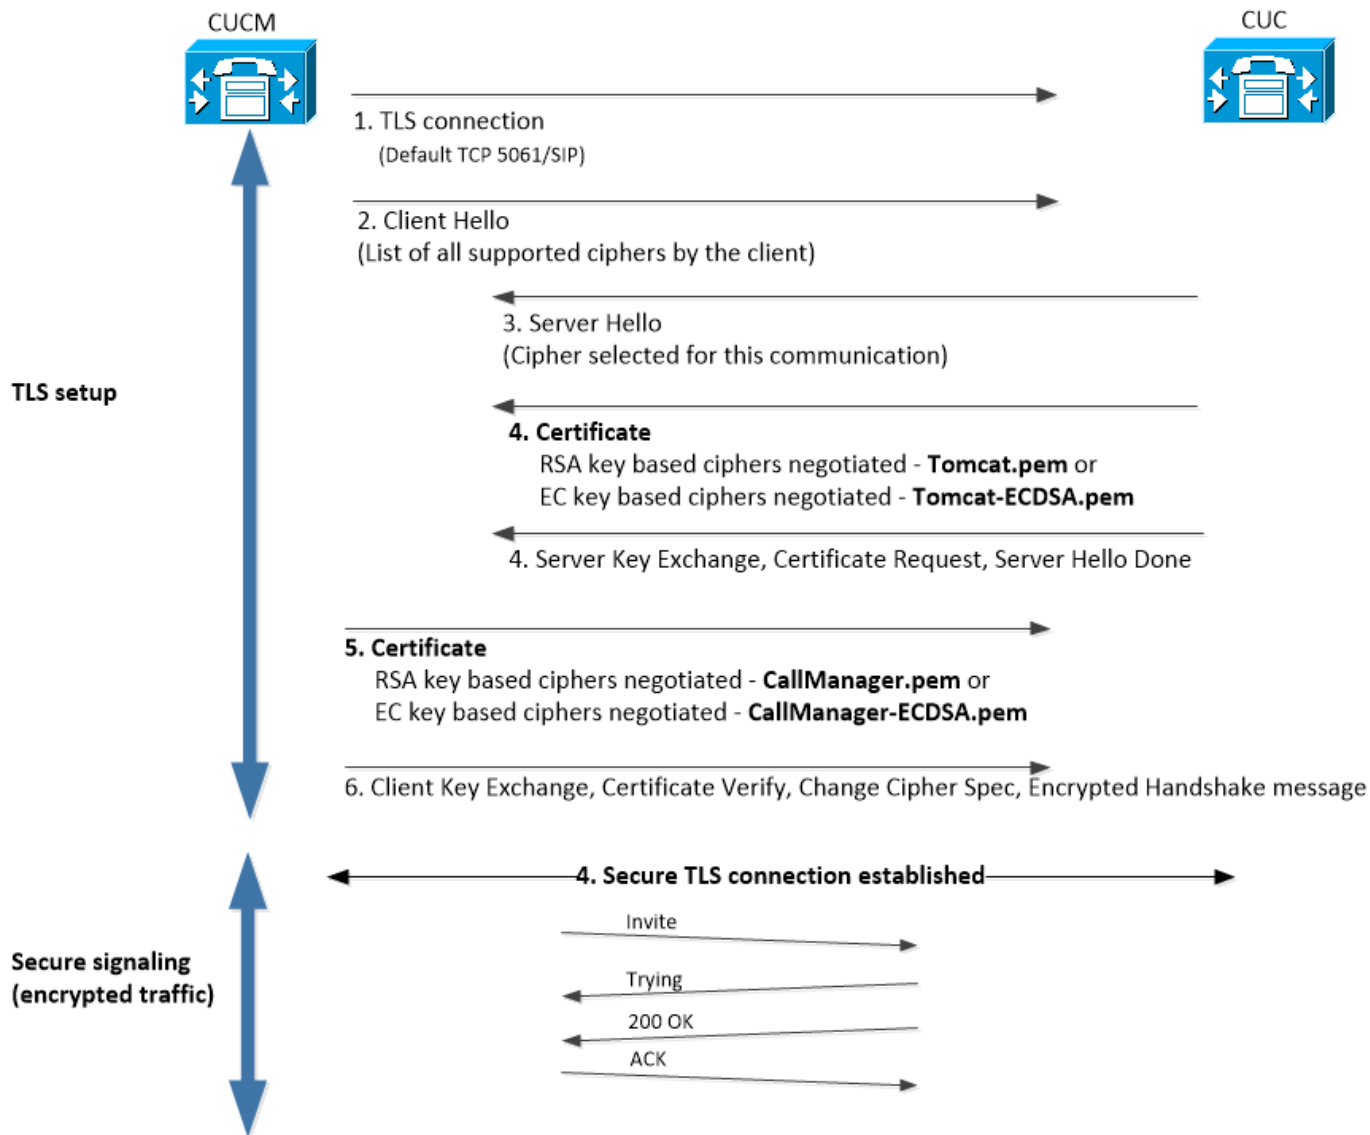 CUCM
CUC
1. TLS connection
(Default TCP 5061/SIP)
2. Client Hello
(List of all supported ciphers by the client)
3. Server Hello
(Cipher selected for this communication)
TLS setup
4. Certificate
RSA key based ciphers negotiated - Tomcat.pem or
EC key based ciphers negotiated - Tomcat-ECDSA.pem
4. Server Key Exchange, Certificate Request, Server Hello Done
5. Certificate
RSA key based ciphers negotiated - CallManager.pem or
EC key based ciphers negotiated - CallManager-ECDSA.pem
6. Client Key Exchange, Certificate Verify, Change Cipher Spec, Encrypted Handshake message
4. Secure TLS connection established
Invite
Secure signaling
(encrypted traffic)
Trying
200 OK
ACK